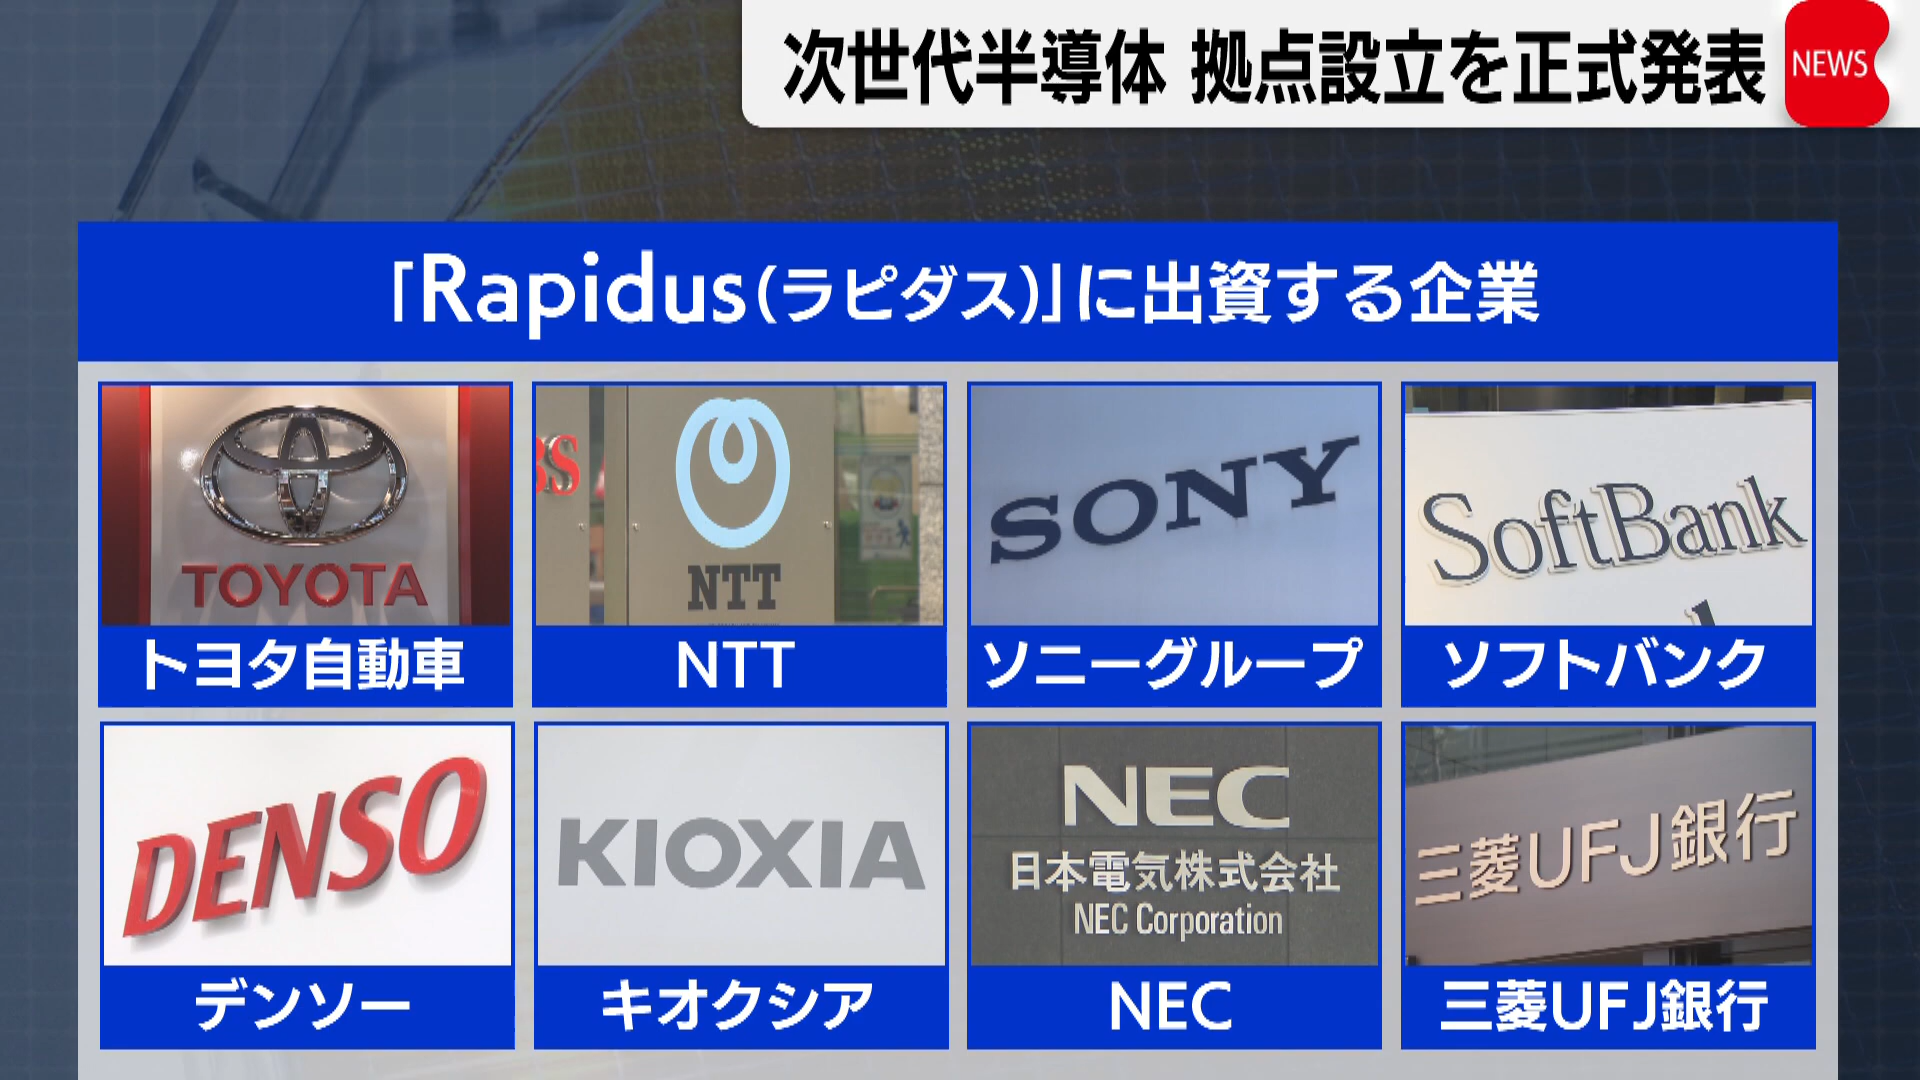 次世代半導体 拠点設立を正式発表
NEWS
「Rapidus(ラピダス)」に出資する企業
TOYOTA
トヨタ自動車
BS
NTT
NTT
SONY
ソニーグループ
SoftBank
ソフトバンク
DENSO
デンソー
KIOXIA
キオクシア
NEC
日本電気株式会社
NEC Corporation
NEC
三菱UFJ銀行
三菱UFJ銀行